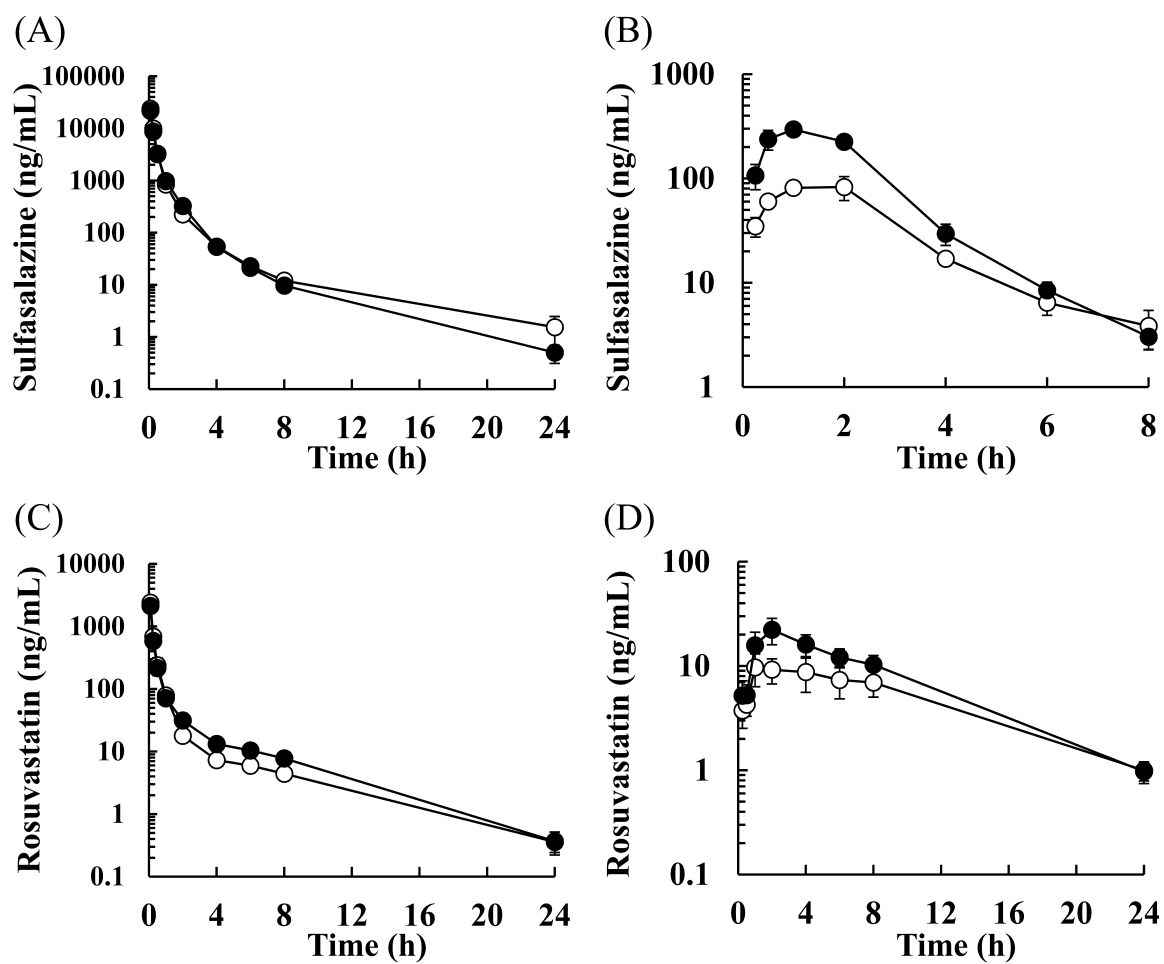 (A)
Sulfasalazine (ng/mL)
100000
10000
1000
100
10
1
0.1
0 4 8 12 16 20 24
Time (h)
(B)
Sulfasalazine (ng/mL)
1000
100
10
1
0 2 4 6 8
Time (h)
(C)
Rosuvastatin (ng/mL)
10000
1000
100
10
1
0.1
0 4 8 12 16 20 24
Time (h)
(D)
Rosuvastatin (ng/mL)
100
10
1
0.1
0 4 8 12 16 20 24
Time (h)